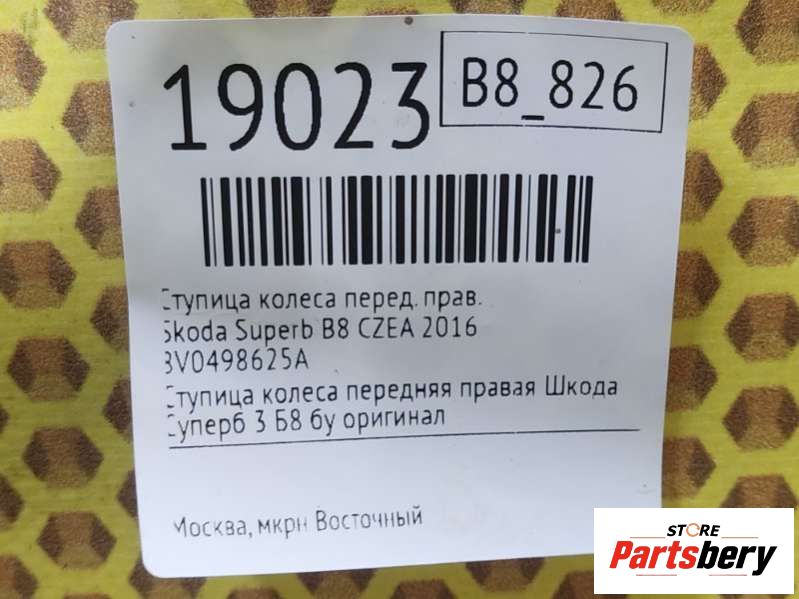 19023
B8_826
Ступица колеса перед. прав.
Skoda Superb B8 CZEA 2016
3V0498625A
Ступица колеса передняя правая Шкода
Суперб 3 Б8 бу оригинал
Москва, мкрн Восточный
STORE
Partsbery